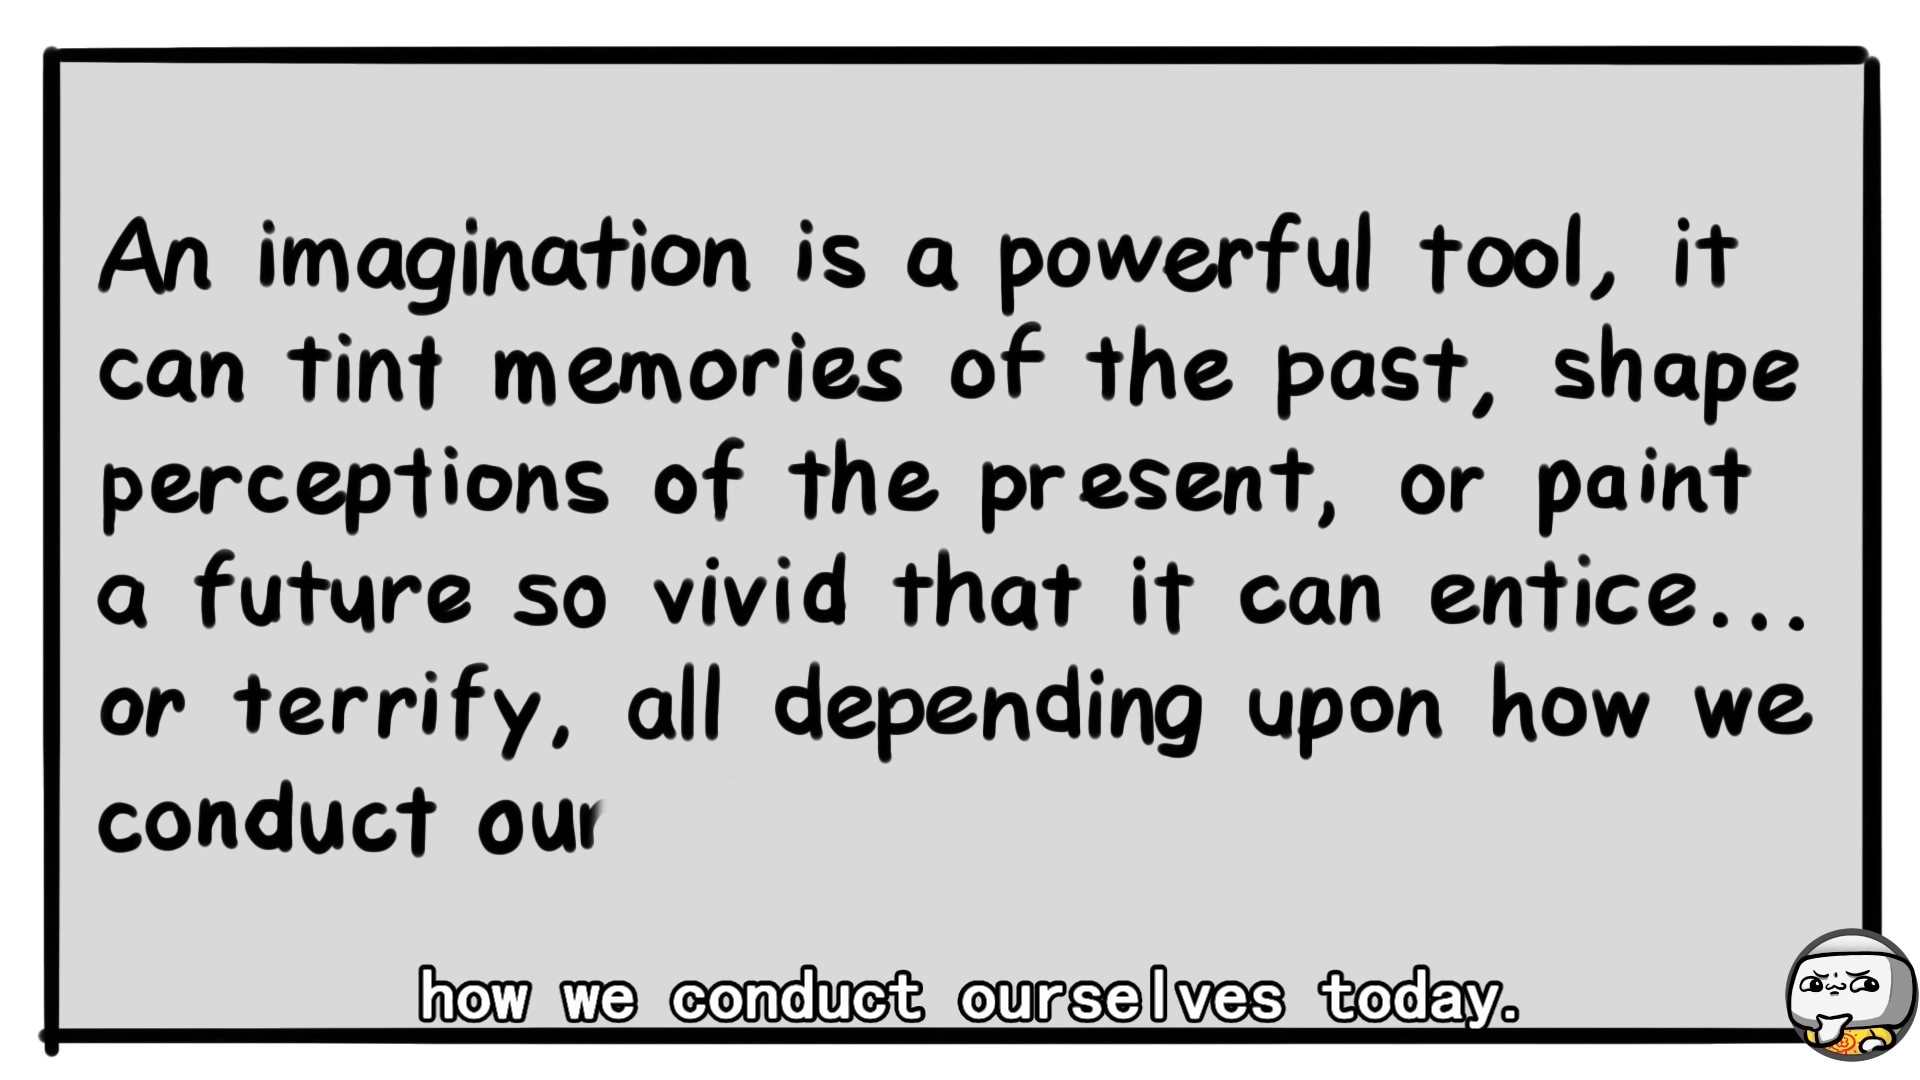 An imagination is a powerful tool, it
can tint memories of the past, shape
perceptions of the present, or paint
a future so vivid that it can entice...
or terrify, all depending upon how we
conduct our
how we conduct ourselves today.